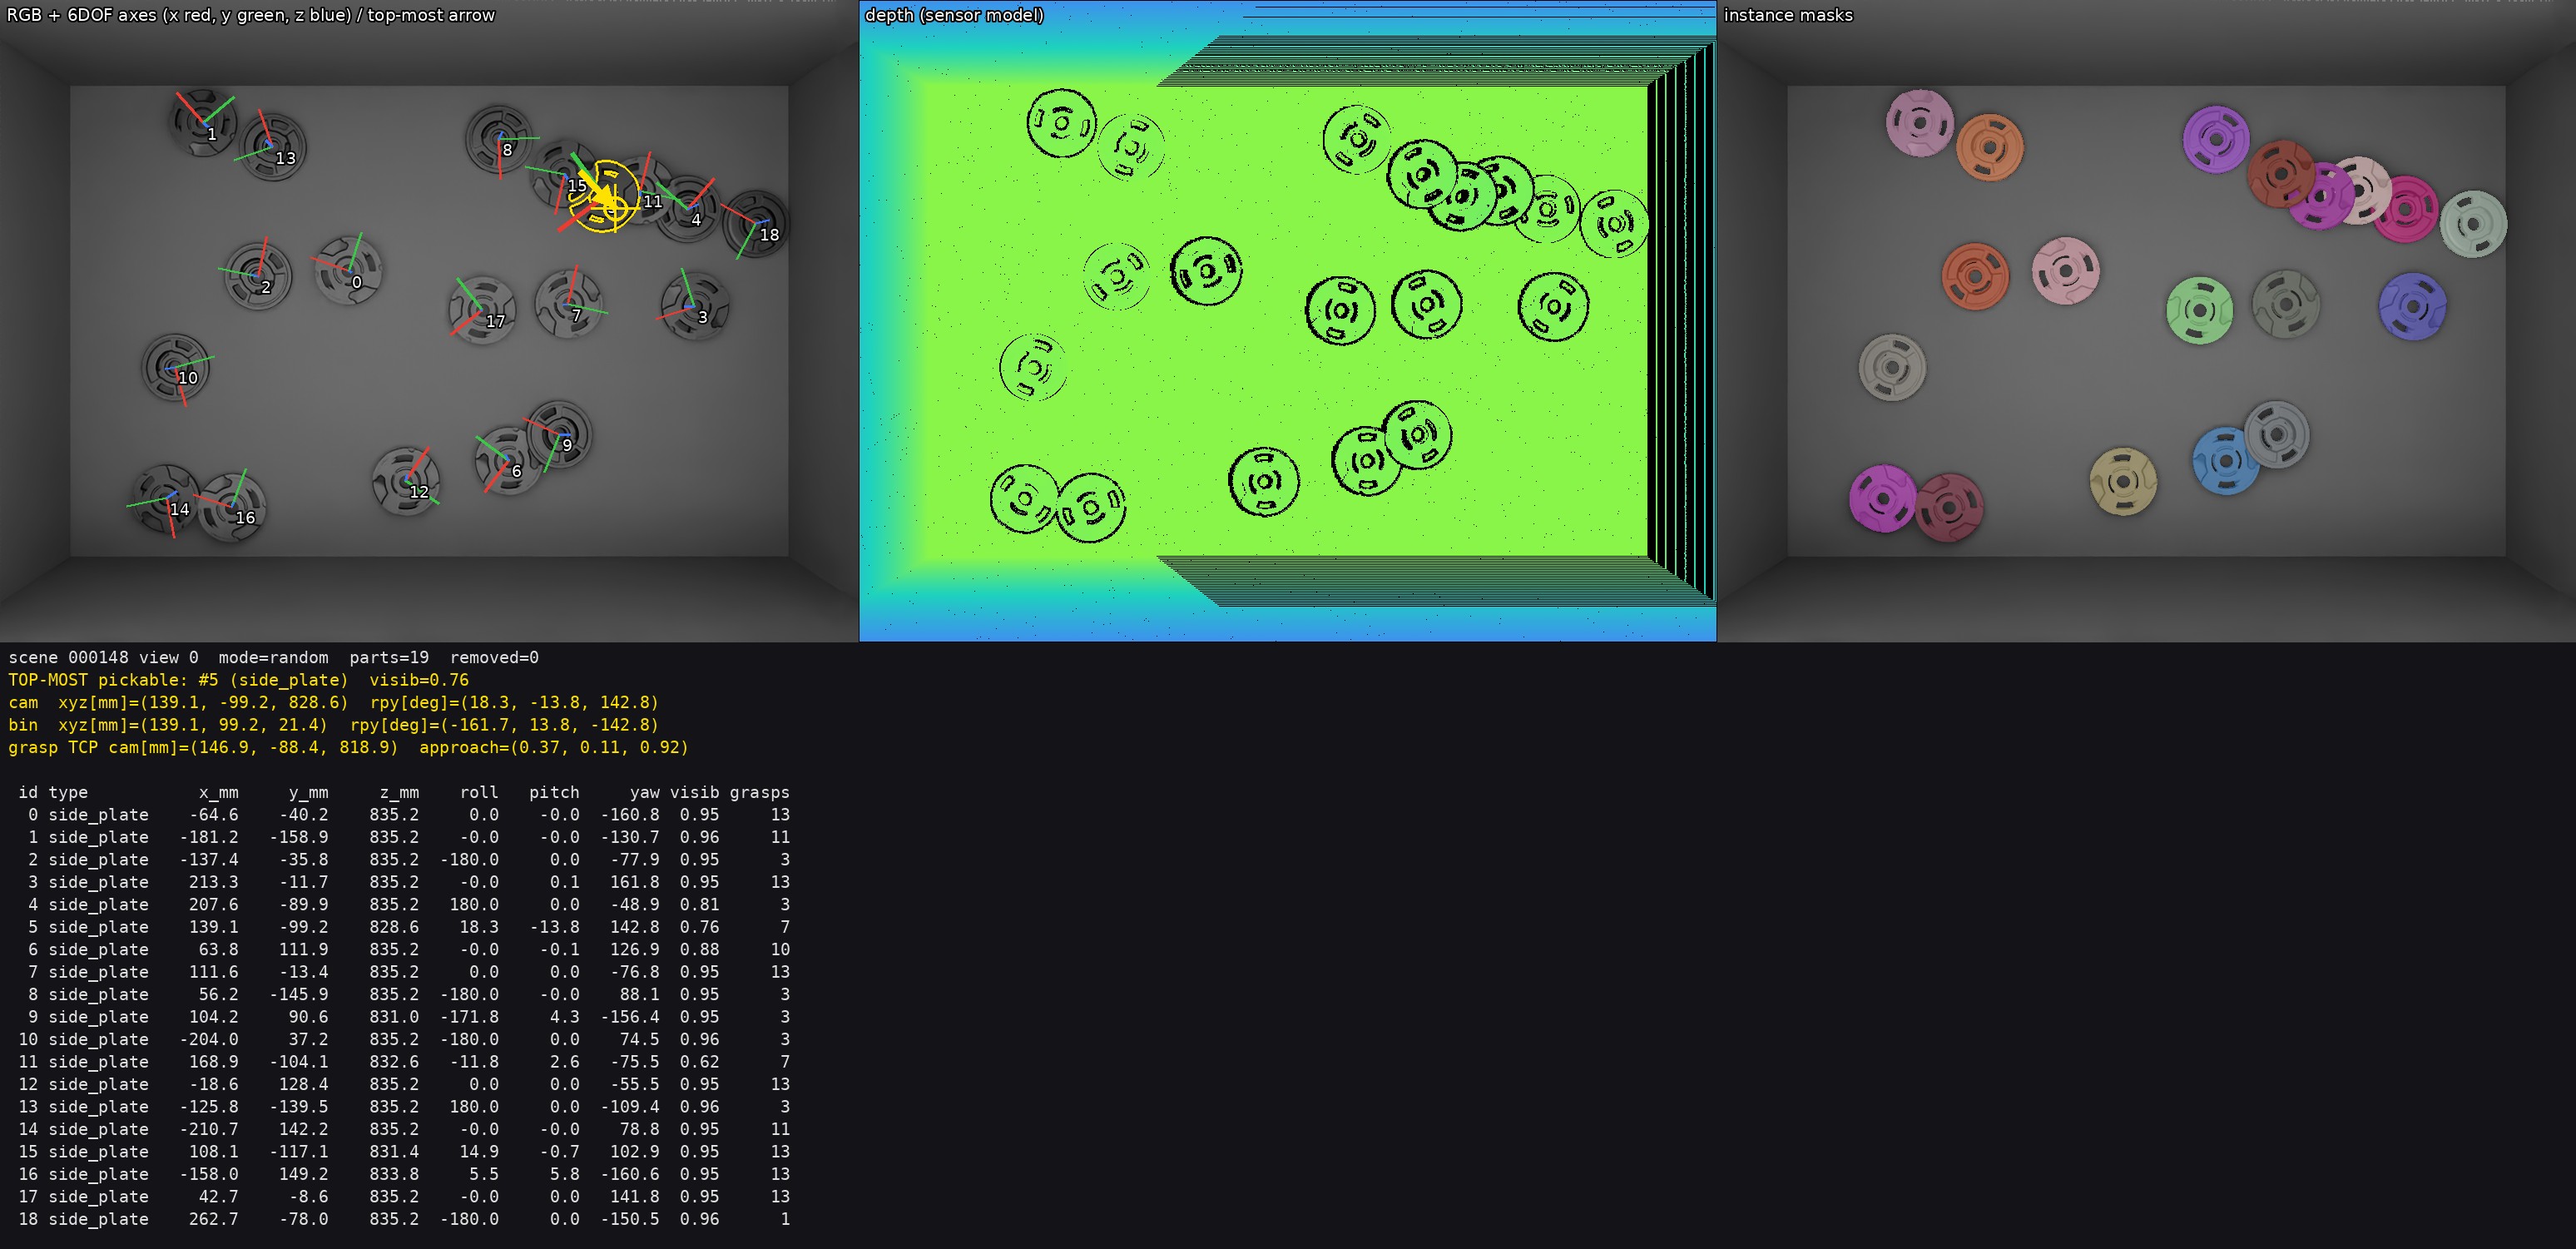 RGB + 6DOF axes (x red, y green, z blue) / top-most arrow
depth (sensor model)
instance masks
1
13
8
15
11
4
18
2
0
17
7
3
10
9
6
12
14
16
scene 000148 view 0  mode=random  parts=19  removed=0
TOP-MOST pickable: #5 (side_plate)  visib=0.76
cam  xyz[mm]=(139.1, -99.2, 828.6)  rpy[deg]=(18.3, -13.8, 142.8)
bin  xyz[mm]=(139.1, 99.2, 21.4)  rpy[deg]=(-161.7, 13.8, -142.8)
grasp TCP cam[mm]=(146.9, -88.4, 818.9)  approach=(0.37, 0.11, 0.92)
id type x_mm y_mm z_mm roll pitch yaw visib grasps
0 side_plate -64.6 -40.2 835.2 0.0 -0.0 -160.8 0.95 13
1 side_plate -181.2 -158.9 835.2 -0.0 -0.0 -130.7 0.96 11
2 side_plate -137.4 -35.8 835.2 -180.0 0.0 -77.9 0.95 3
3 side_plate 213.3 -11.7 835.2 -0.0 0.1 161.8 0.95 13
4 side_plate 207.6 -89.9 835.2 180.0 0.0 -48.9 0.81 3
5 side_plate 139.1 -99.2 828.6 18.3 -13.8 142.8 0.76 7
6 side_plate 63.8 111.9 835.2 -0.0 -0.1 126.9 0.88 10
7 side_plate 111.6 -13.4 835.2 0.0 0.0 -76.8 0.95 13
8 side_plate 56.2 -145.9 835.2 -180.0 -0.0 88.1 0.95 3
9 side_plate 104.2 90.6 831.0 -171.8 4.3 -156.4 0.95 3
10 side_plate -204.0 37.2 835.2 -180.0 0.0 74.5 0.96 3
11 side_plate 168.9 -104.1 832.6 -11.8 2.6 -75.5 0.62 7
12 side_plate -18.6 128.4 835.2 0.0 0.0 -55.5 0.95 13
13 side_plate -125.8 -139.5 835.2 180.0 0.0 -109.4 0.96 3
14 side_plate -210.7 142.2 835.2 -0.0 -0.0 78.8 0.95 11
15 side_plate 108.1 -117.1 831.4 14.9 -0.7 102.9 0.95 13
16 side_plate -158.0 149.2 833.8 5.5 5.8 -160.6 0.95 13
17 side_plate 42.7 -8.6 835.2 -0.0 0.0 141.8 0.95 13
18 side_plate 262.7 -78.0 835.2 -180.0 0.0 -150.5 0.96 1